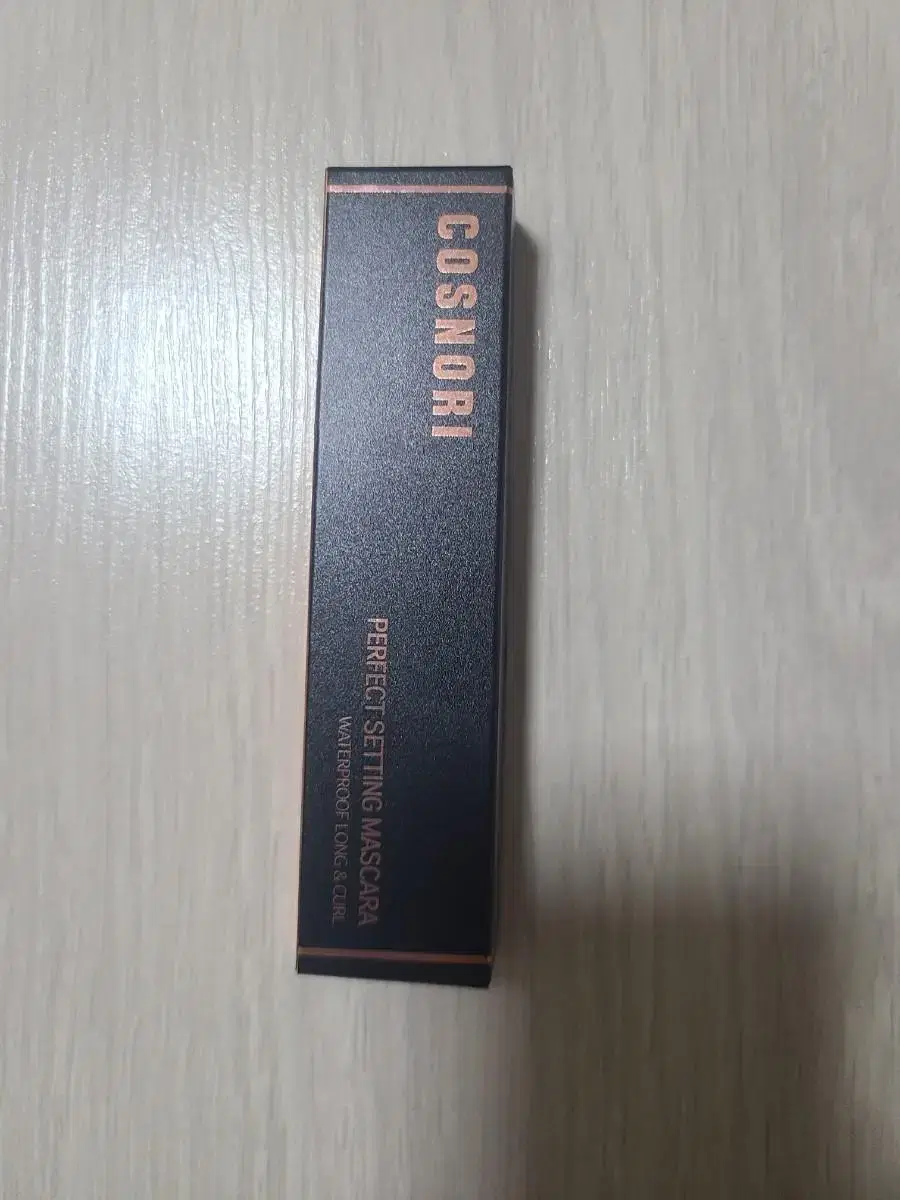 COSNORI
PERFECT SETTING MASCARA
WATERPROOF LONG & CURL